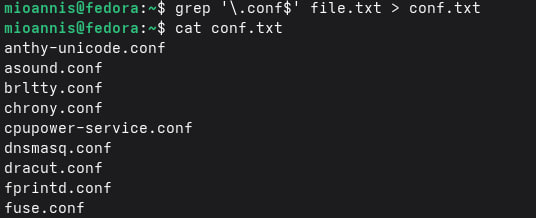 mioannis@fedora:~$ grep '\.conf$' file.txt > conf.txt
mioannis@fedora:~$ cat conf.txt
anthy-unicode.conf
asound.conf
brltty.conf
chrony.conf
cpupower-service.conf
dnsmasq.conf
dracut.conf
fprintd.conf
fuse.conf